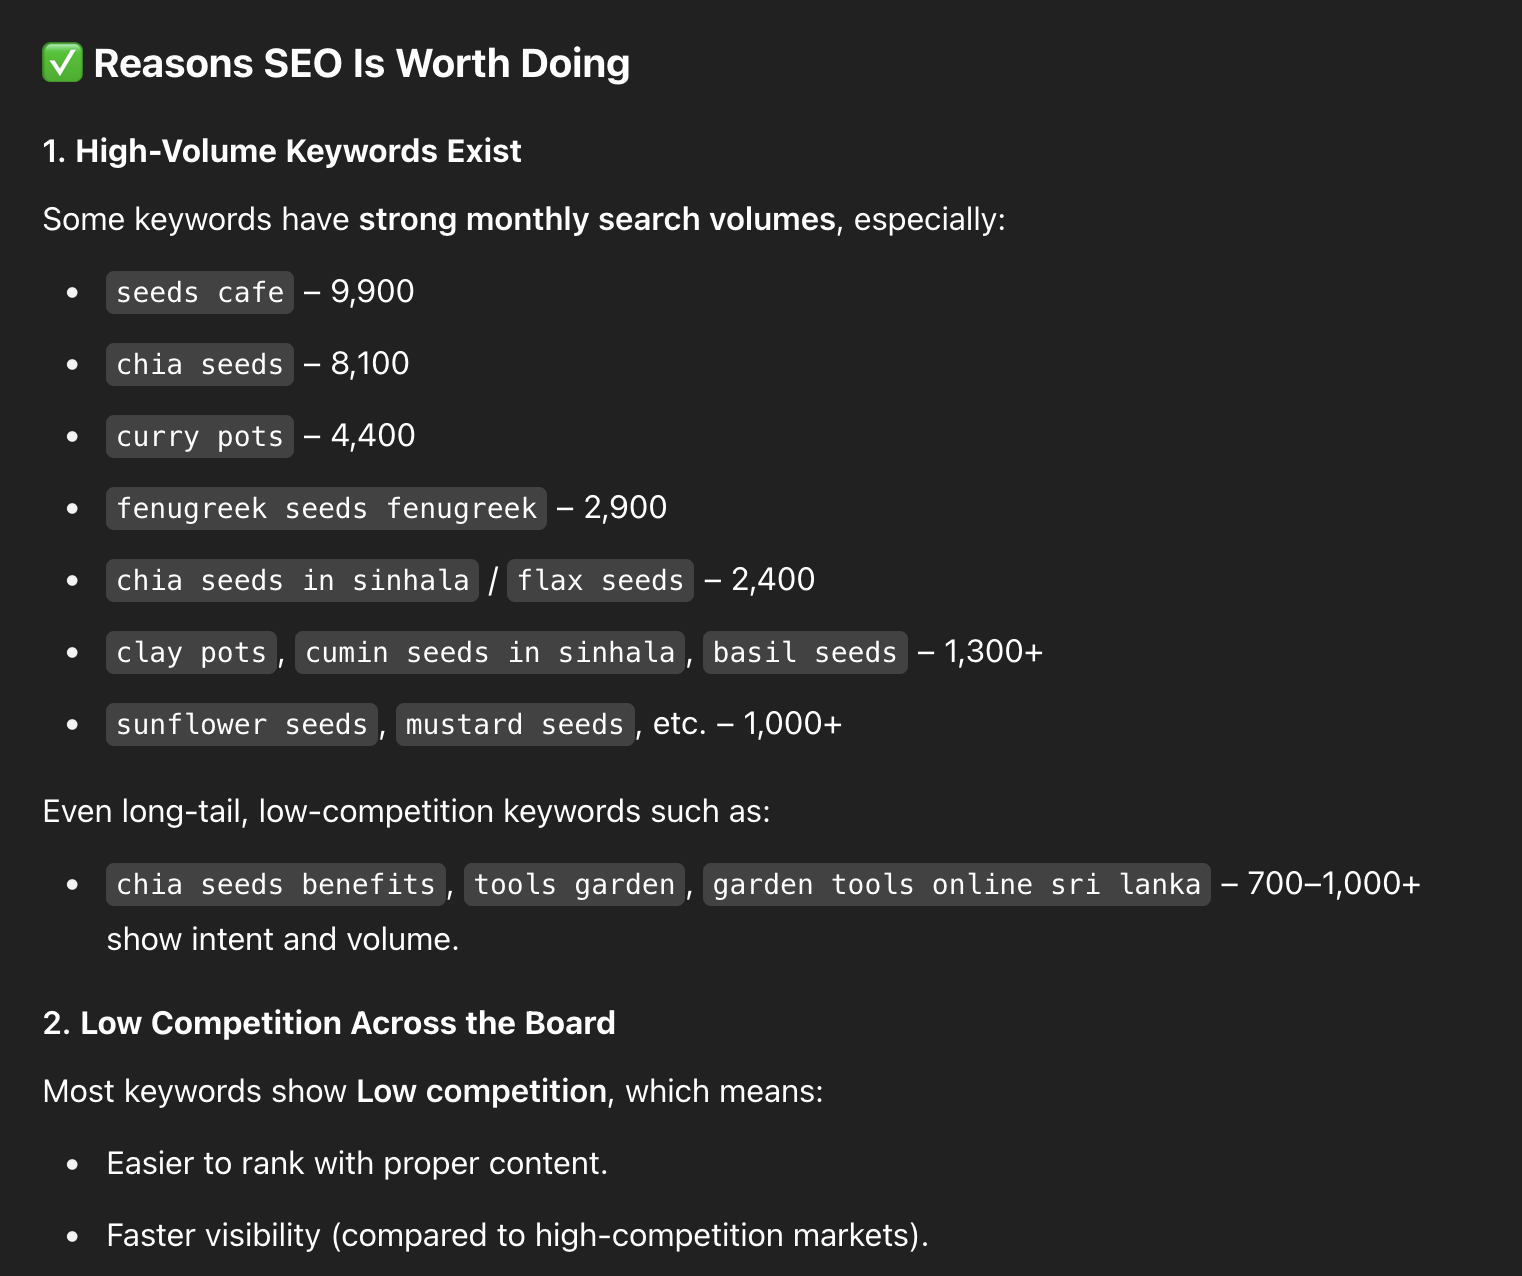 ✅ Reasons SEO Is Worth Doing
1. High-Volume Keywords Exist
Some keywords have strong monthly search volumes, especially:
• seeds cafe – 9,900
• chia seeds – 8,100
• curry pots – 4,400
• fenugreek seeds fenugreek – 2,900
• chia seeds in sinhala / flax seeds – 2,400
• clay pots, cumin seeds in sinhala, basil seeds – 1,300+
• sunflower seeds, mustard seeds, etc. – 1,000+
Even long-tail, low-competition keywords such as:
• chia seeds benefits, tools garden, garden tools online sri lanka – 700–1,000+
show intent and volume.
2. Low Competition Across the Board
Most keywords show Low competition, which means:
• Easier to rank with proper content.
• Faster visibility (compared to high-competition markets).